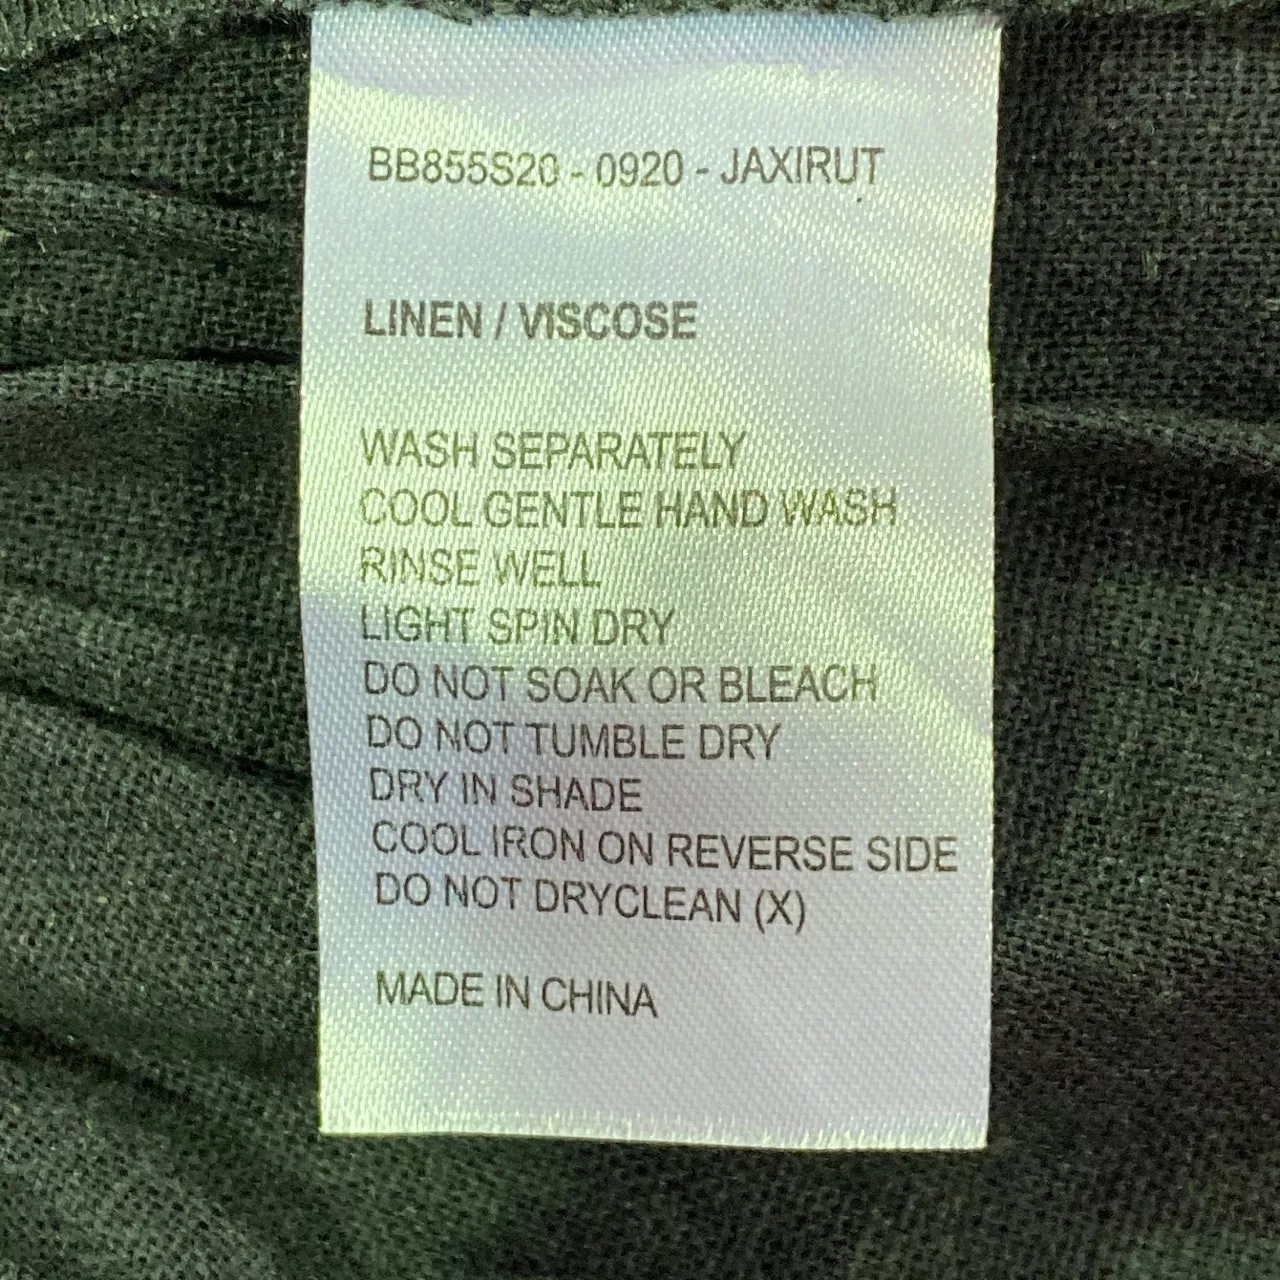 BB855S20 - 0920 - JAXIRUT
LINEN / VISCOSE
WASH SEPARATELY
COOL GENTLE HAND WASH
RINSE WELL
LIGHT SPIN DRY
DO NOT SOAK OR BLEACH
DO NOT TUMBLE DRY
DRY IN SHADE
COOL IRON ON REVERSE SIDE
DO NOT DRYCLEAN (X)
MADE IN CHINA